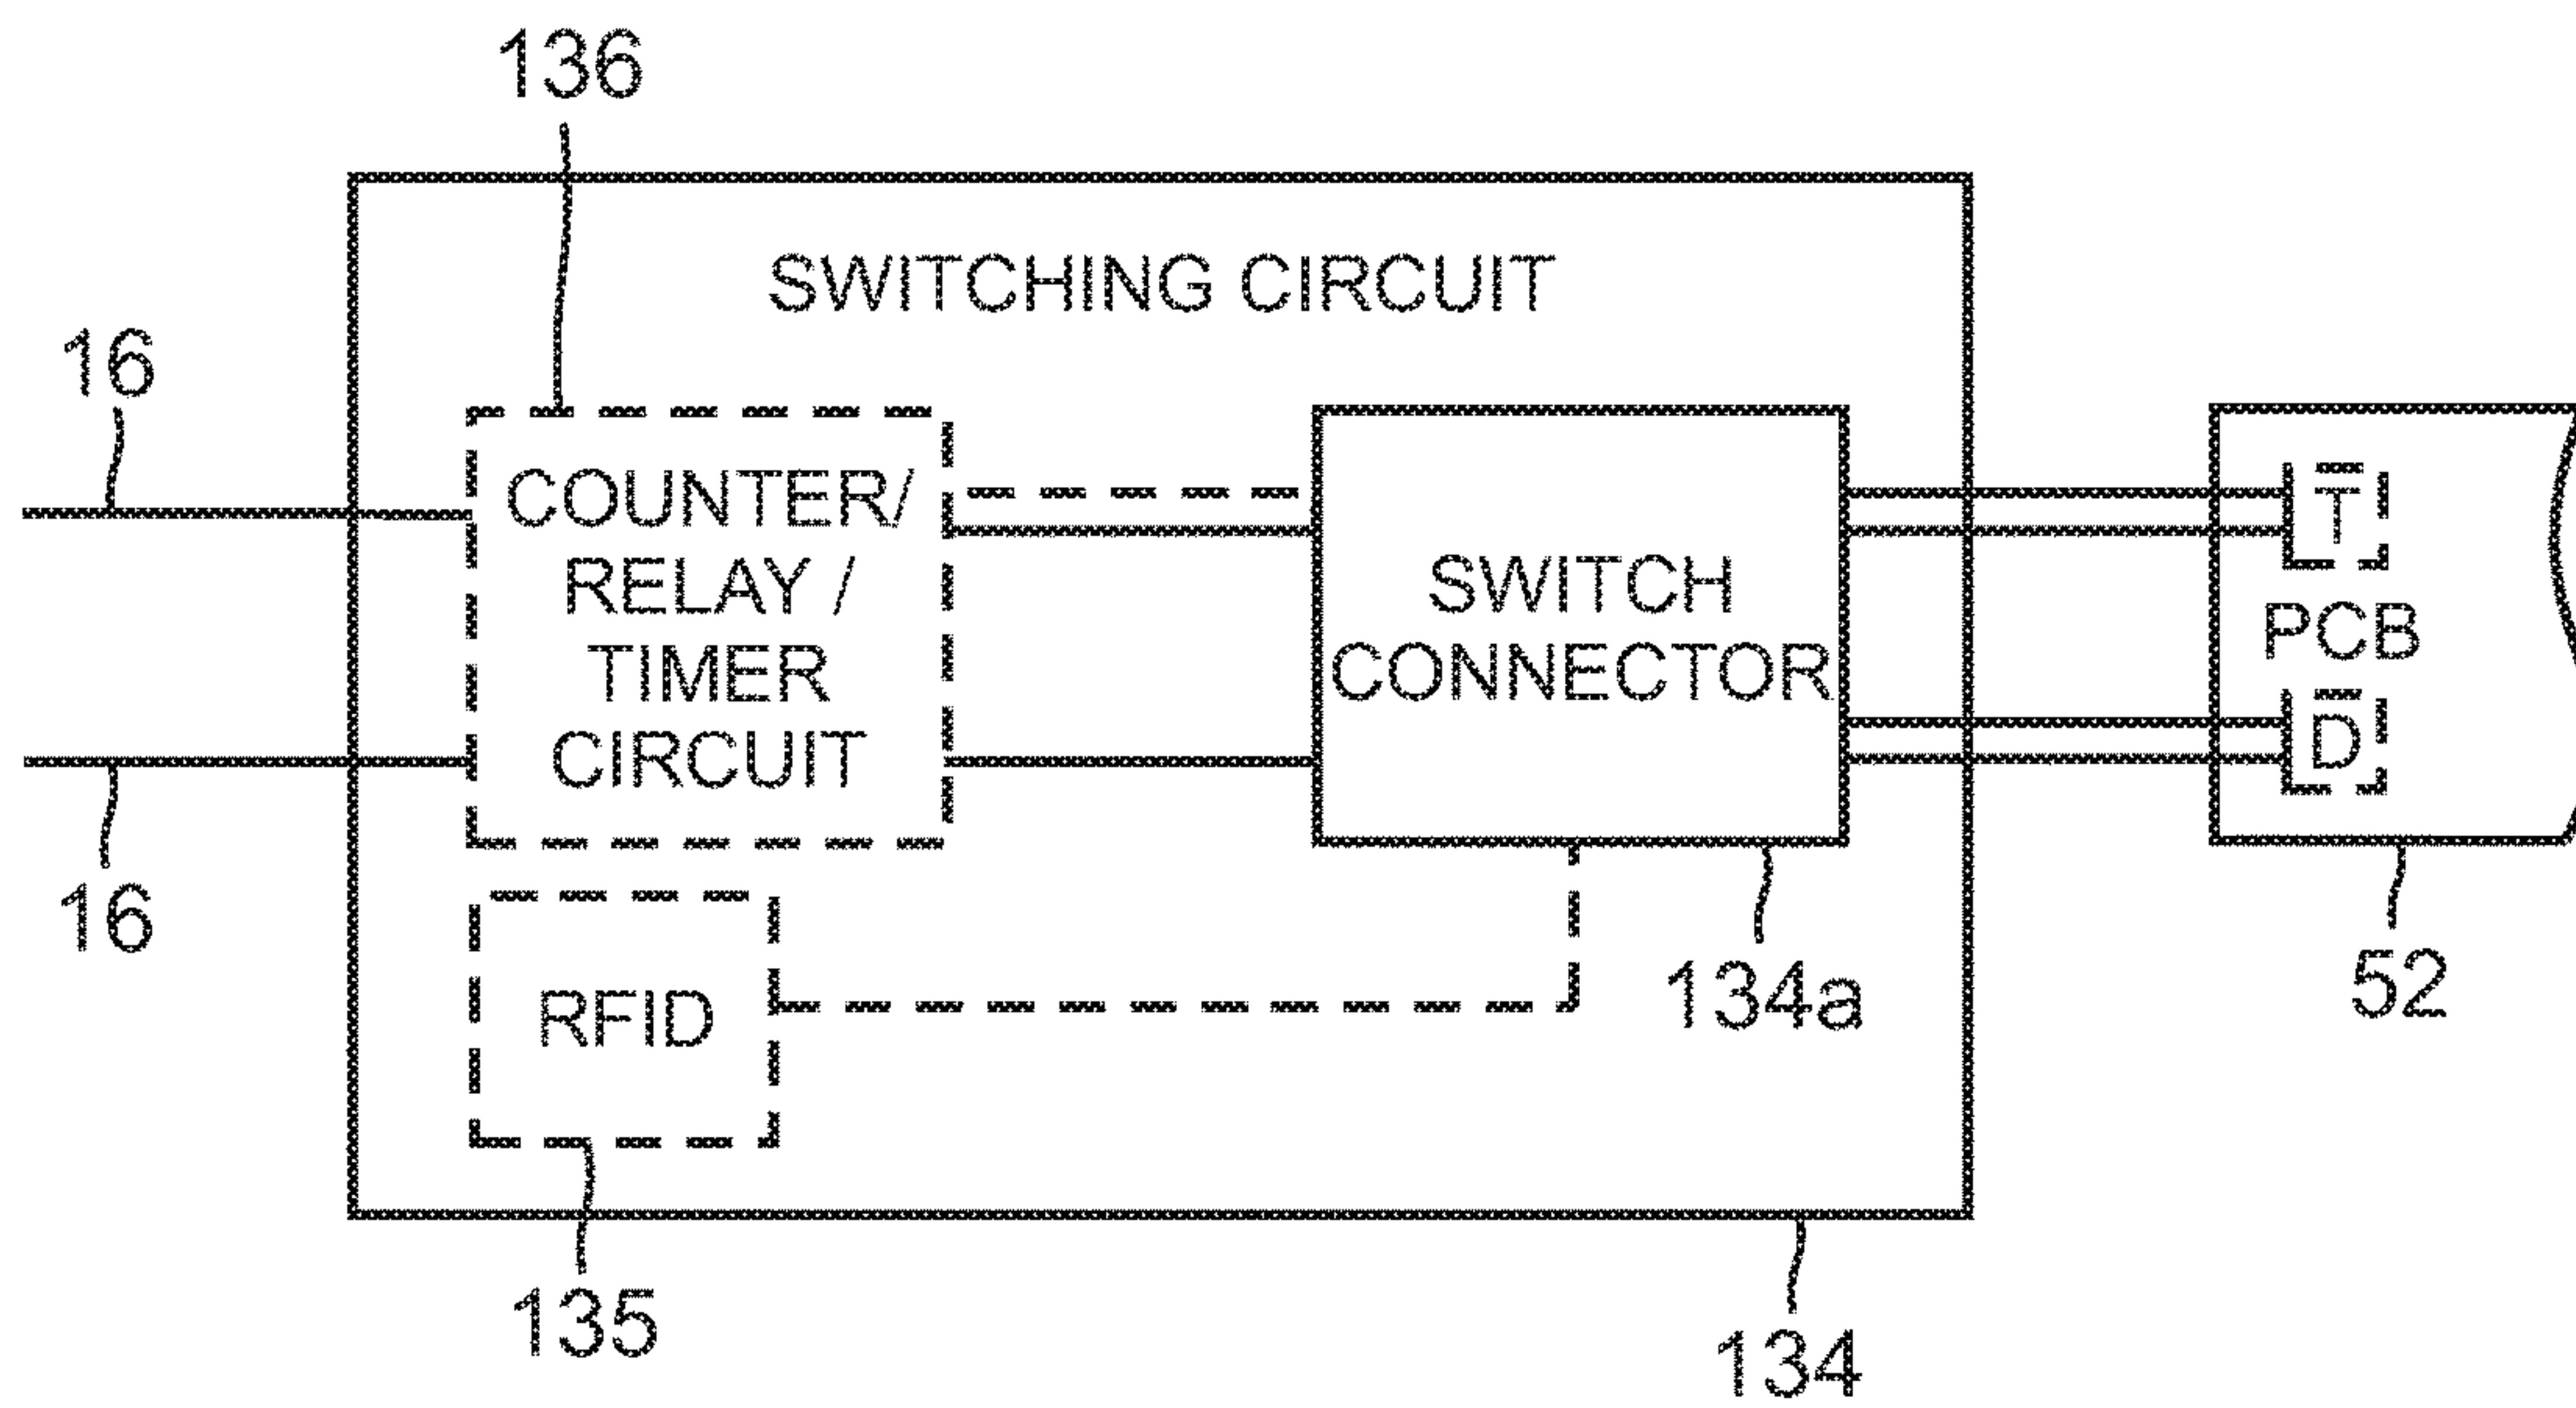 136
SWITCHING CIRCUIT
16
COUNTER/
RELAY /
TIMER
CIRCUIT
SWITCH
CONNECTOR
T
PCB
D
16
RFID
134a
52
135
134